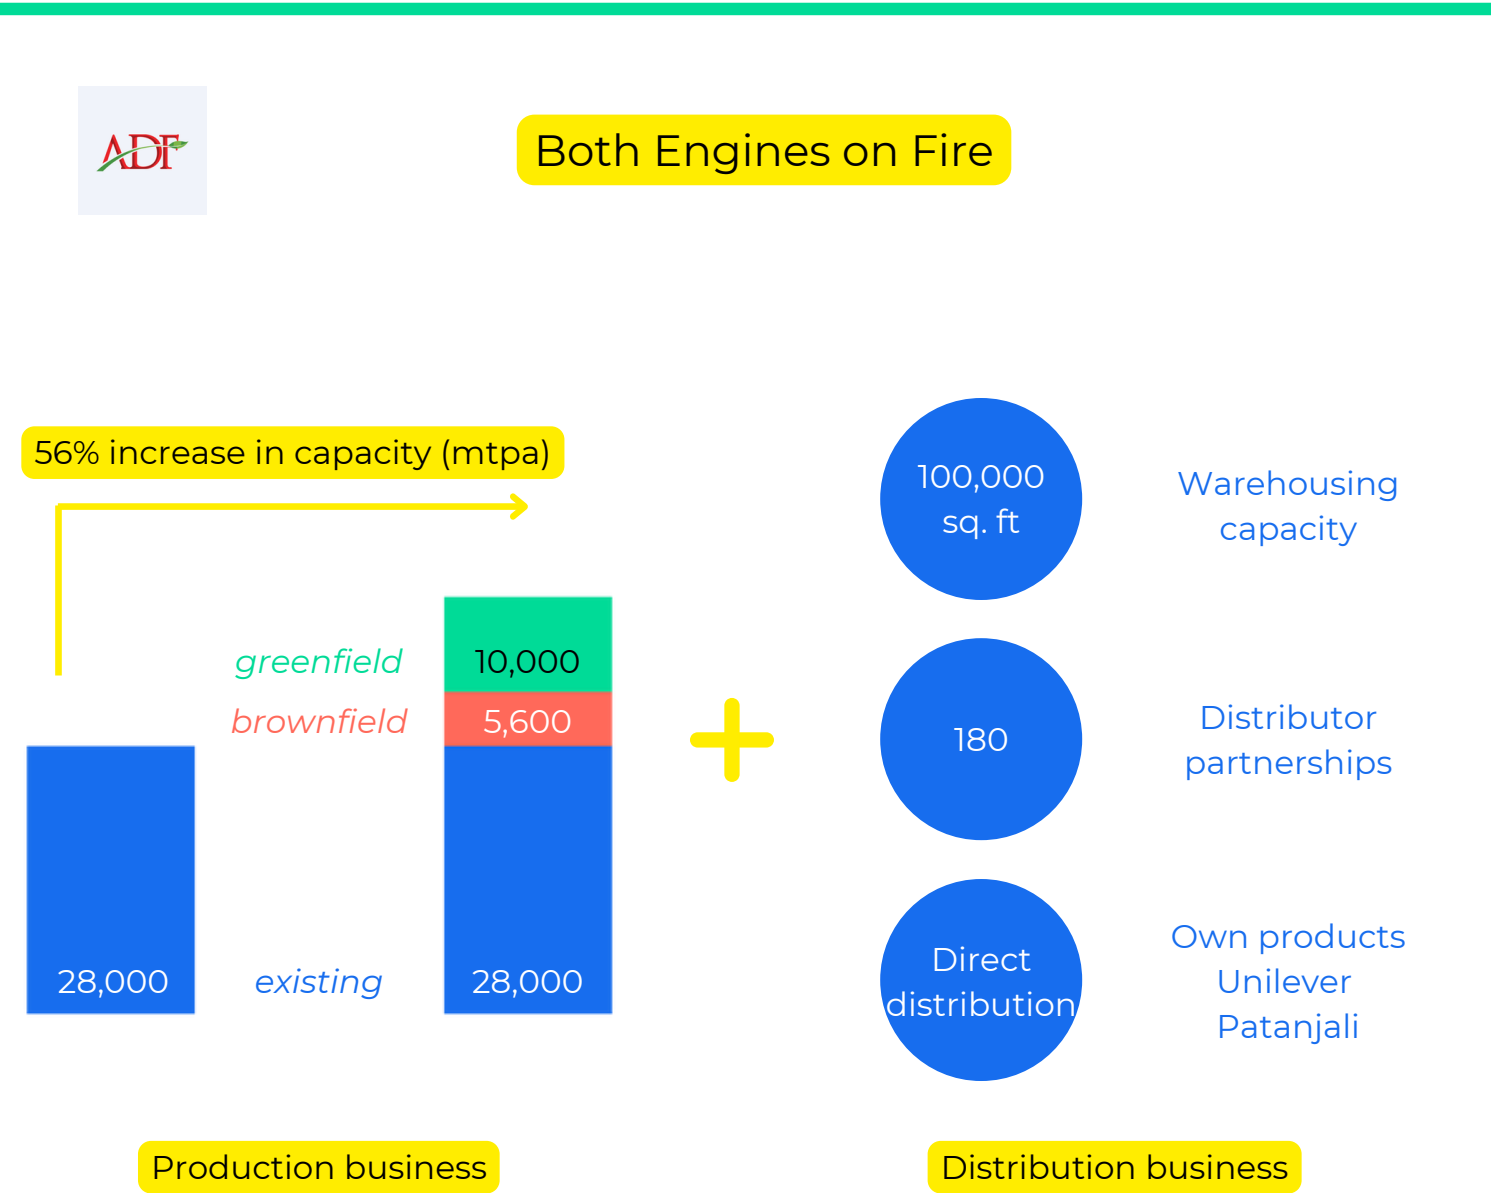 ADF
Both Engines on Fire
56% increase in capacity (mtpa)
greenfield
10,000
brownfield
5,600
28,000
existing
28,000
Production business
100,000
sq. ft
Warehousing
capacity
180
Distributor
partnerships
Direct
distribution
Own products
Unilever
Patanjali
Distribution business